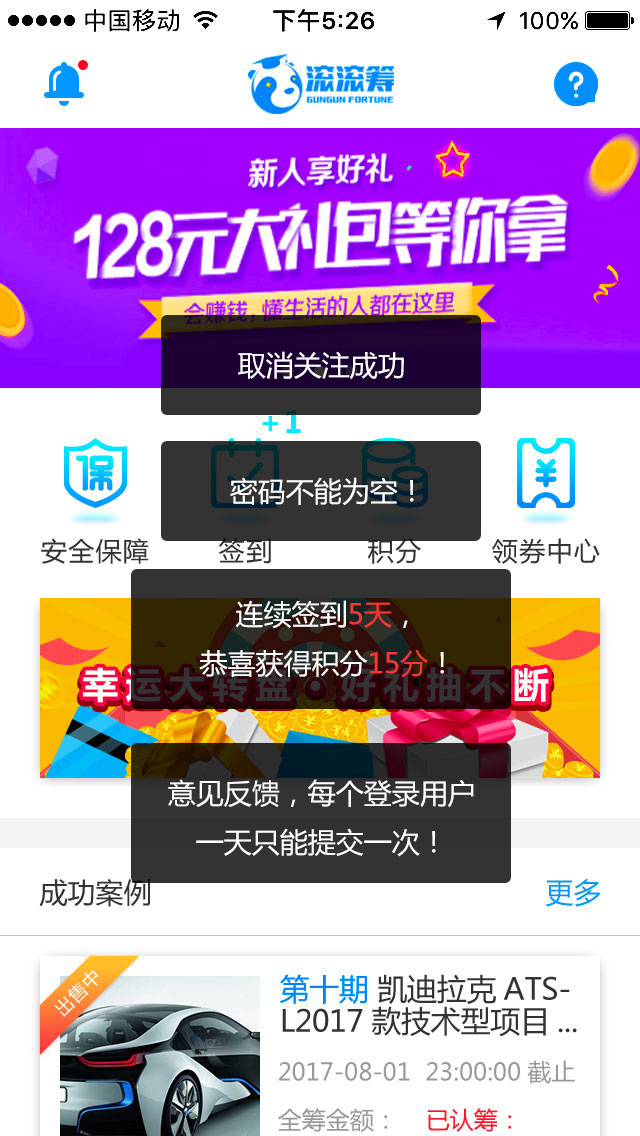 中国移动
下午5:26
100%
滚滚筹
GUNGUN FORTUNE
新人享好礼
128元大礼包等你拿
会赚钱，懂生活的人都在这里
取消关注成功
+1
保
密码不能为空！
安全保障
签到
积分
领券中心
连续签到5天，
恭喜获得积分15分！
幸运大转盘·好礼抽不断
意见反馈，每个登录用户
一天只能提交一次！
成功案例
更多
出售中
第十期 凯迪拉克 ATS-
L2017 款技术型项目 ...
2017-08-01 23:00:00 截止
全筹金额：
已认筹：